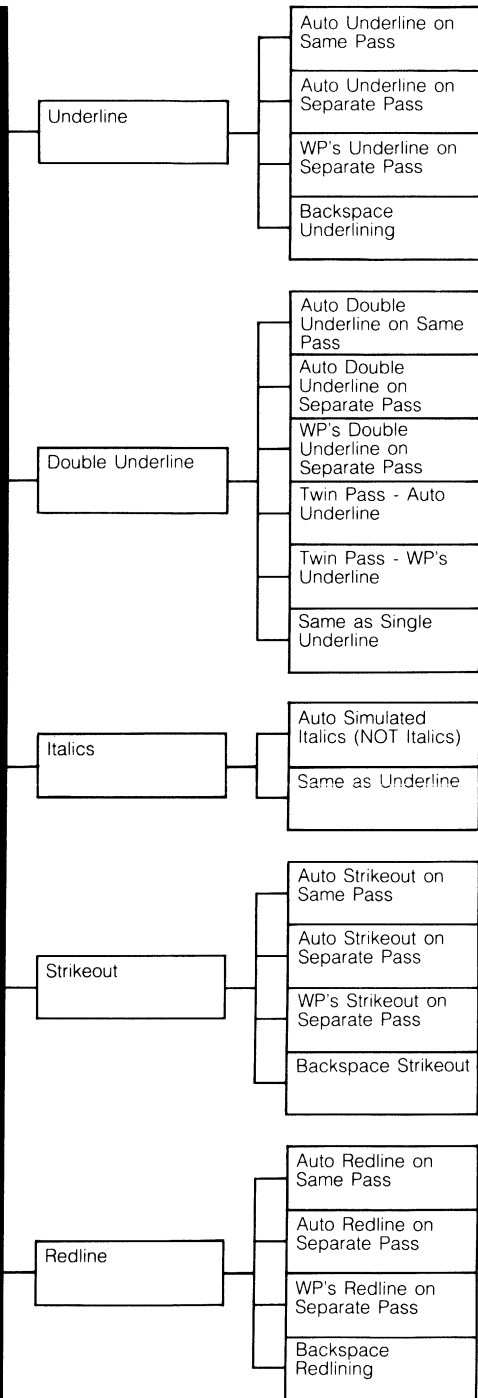 Underline
Auto Underline on
Same Pass
Auto Underline on
Separate Pass
WP's Underline on
Separate Pass
Backspace
Underlining
Double Underline
Auto Double
Underline on Same
Pass
Auto Double
Underline on
Separate Pass
WP's Double
Underline on
Separate Pass
Twin Pass - Auto
Underline
Twin Pass - WP's
Underline
Same as Single
Underline
Italics
Auto Simulated
Italics (NOT Italics)
Same as Underline
Strikeout
Auto Strikeout on
Same Pass
Auto Strikeout on
Separate Pass
WP's Strikeout on
Separate Pass
Backspace Strikeout
Redline
Auto Redline on
Same Pass
Auto Redline on
Separate Pass
WP's Redline on
Separate Pass
Backspace
Redlining